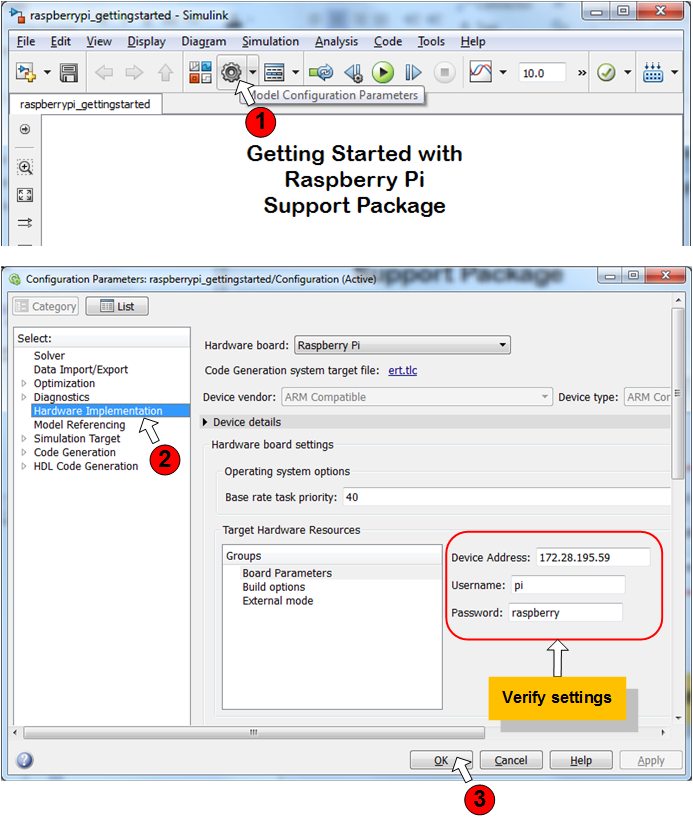 raspberrypi_gettingstarted - Simulink
File Edit View Display Diagram Simulation Analysis Code Tools Help
10.0 »
raspberrypi_gettingstarted
Model Configuration Parameters
1
Getting Started with
Raspberry Pi
Support Package
Configuration Parameters: raspberrypi_gettingstarted/Configuration (Active)
Support Package
Category List
Select:
Solver
Data Import/Export
Optimization
Diagnostics
Hardware Implementation
Model Referencing
Simulation Target
Code Generation
HDL Code Generation
2
Hardware board: Raspberry Pi
Code Generation system target file: ert.tlc
Device vendor: ARM Compatible Device type: ARM Cor
Device details
Hardware board settings
Operating system options
Base rate task priority: 40
Target Hardware Resources
Groups
Board Parameters
Build options
External mode
Device Address: 172.28.195.59
Username: pi
Password: raspberry
Verify settings
OK Cancel Help Apply
3